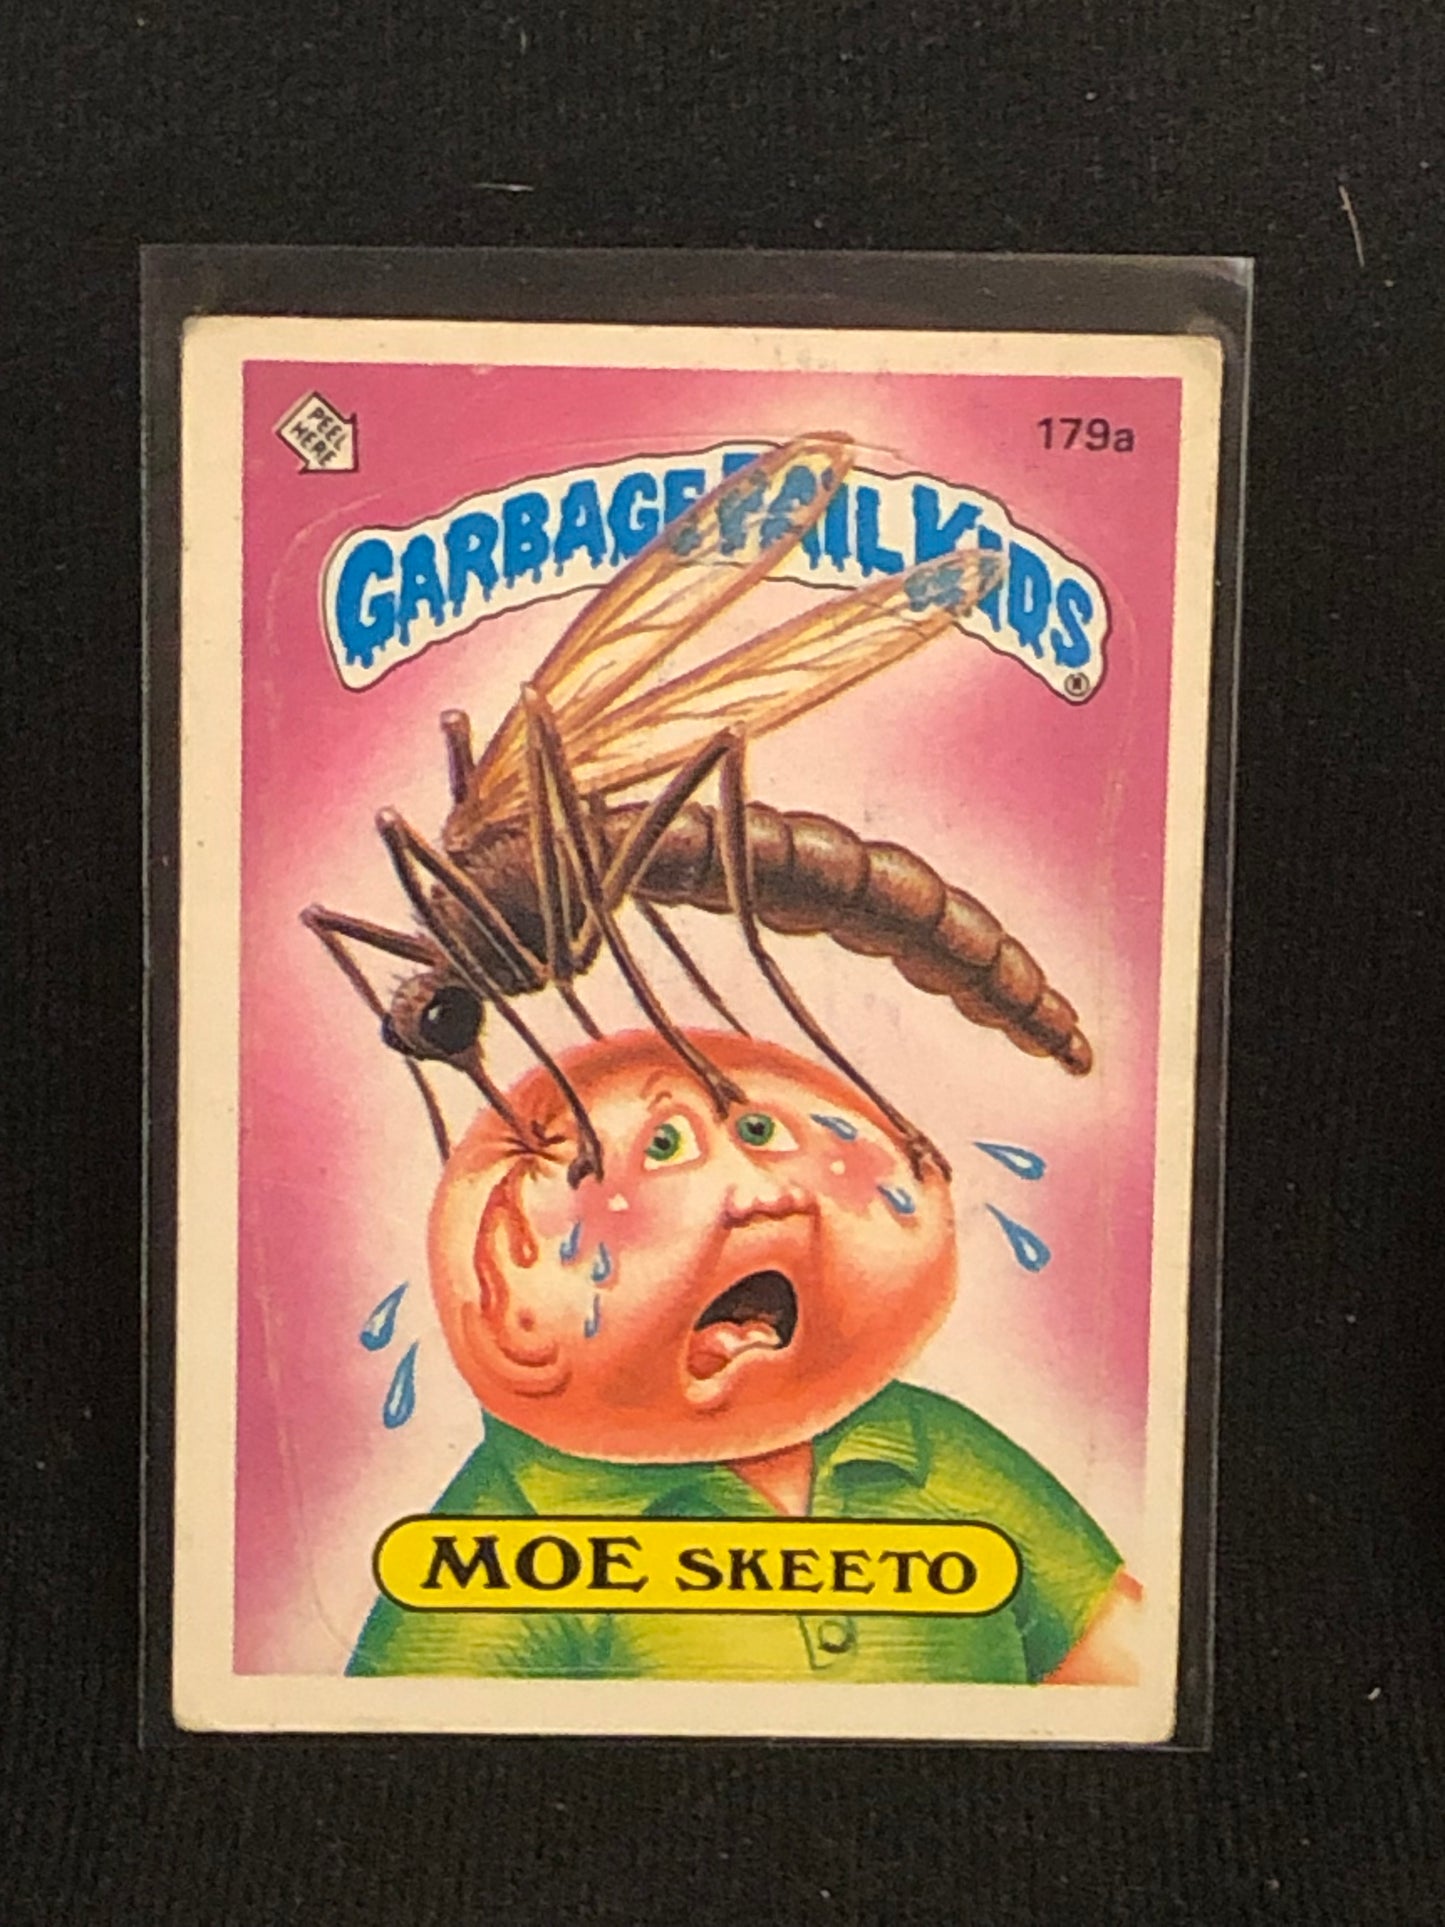 PEEL
HERE
179a
GARBAGE PAIL KIDS
®
MOE SKEETO